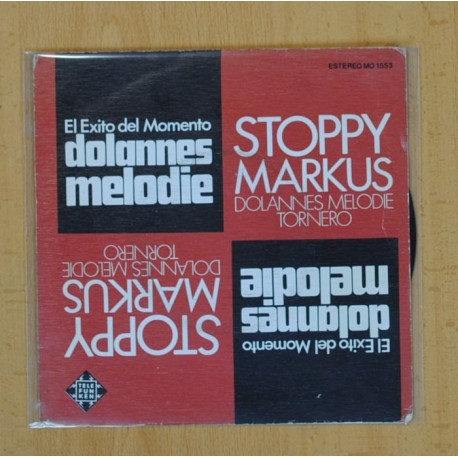 ESTEREO MO 1553
El Exito del Momento
dolannes
melodie
STOPPY
MARKUS
DOLANNES MELODIE
TORNERO
STOPPY
MARKUS
DOLANNES MELODIE
TORNERO
El Exito del Momento
dolannes
melodie
TELE
FUN
KEN